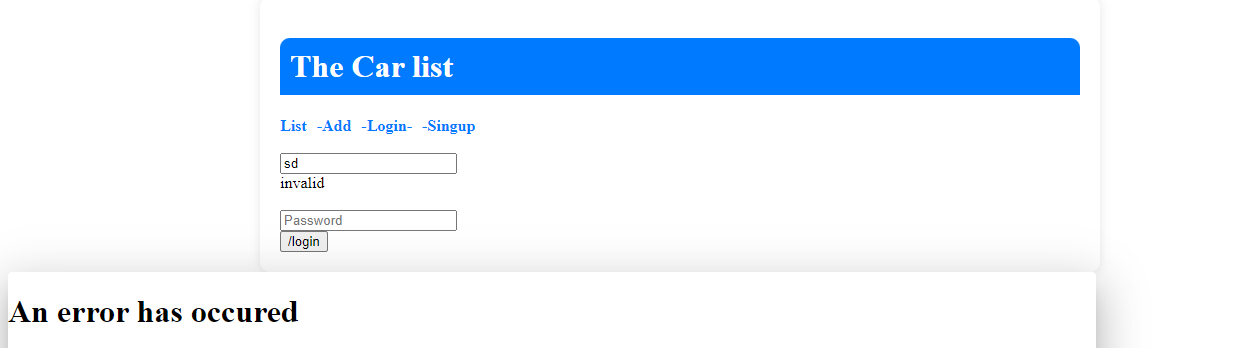 The Car list
List -Add -Login- -Singup
sd
invalid
Password
/login
An error has occured